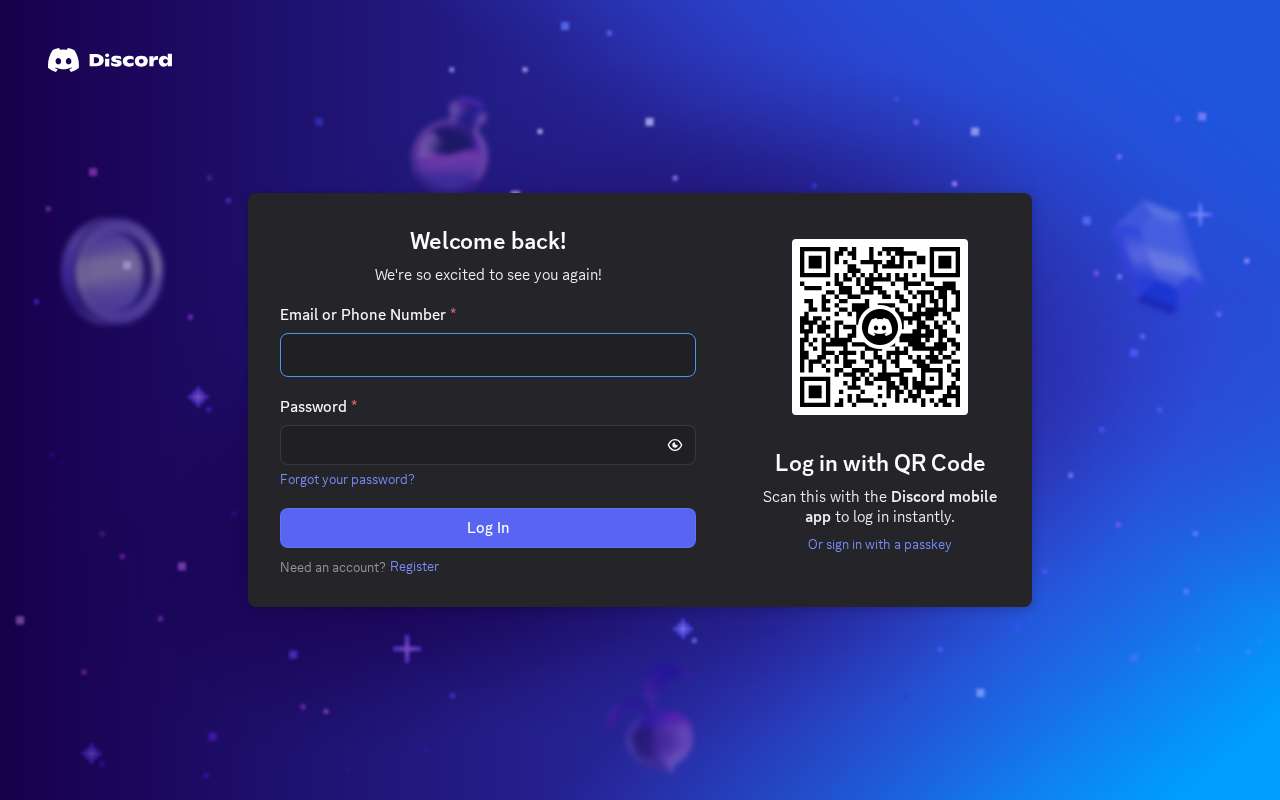 Discord
Welcome back!
We're so excited to see you again!
Email or Phone Number *
Password *
Forgot your password?
Log In
Need an account? Register
Log in with QR Code
Scan this with the Discord mobile
app to log in instantly.
Or sign in with a passkey